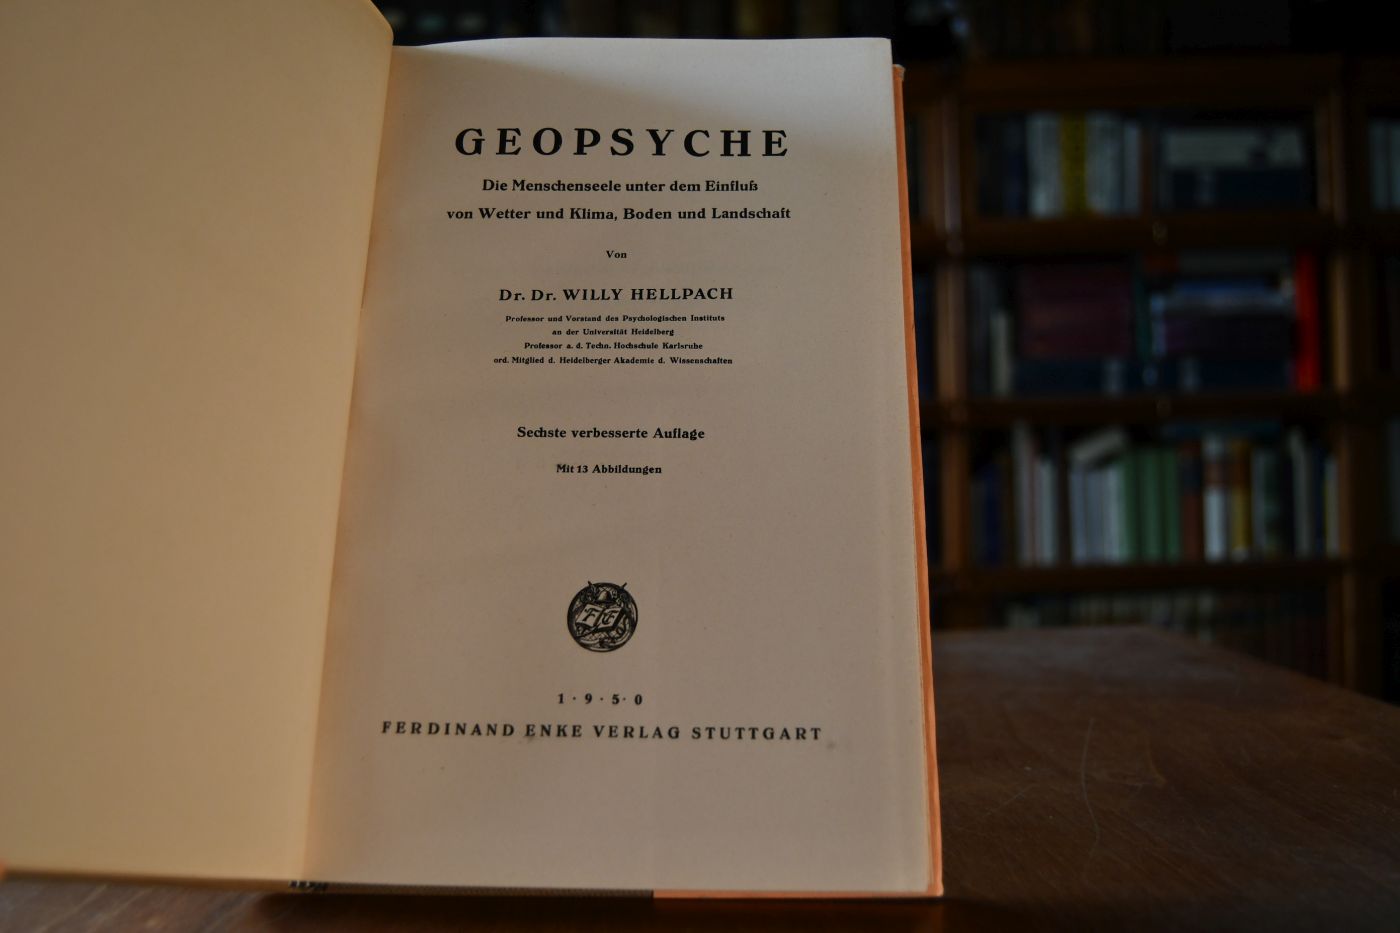 GEOPSYCHE
Die Menschenseele unter dem Einfluß
von Wetter und Klima, Boden und Landschaft
Von
Dr. Dr. WILLY HELLPACH
Professor und Vorstand des Psychologischen Instituts
an der Universität Heidelberg
Professor a. d. Techn. Hochschule Karlsruhe
ord. Mitglied d. Heidelberger Akademie d. Wissenschaften
Sechste verbesserte Auflage
Mit 13 Abbildungen
F E
1 · 9 · 5 · 0
FERDINAND ENKE VERLAG STUTTGART